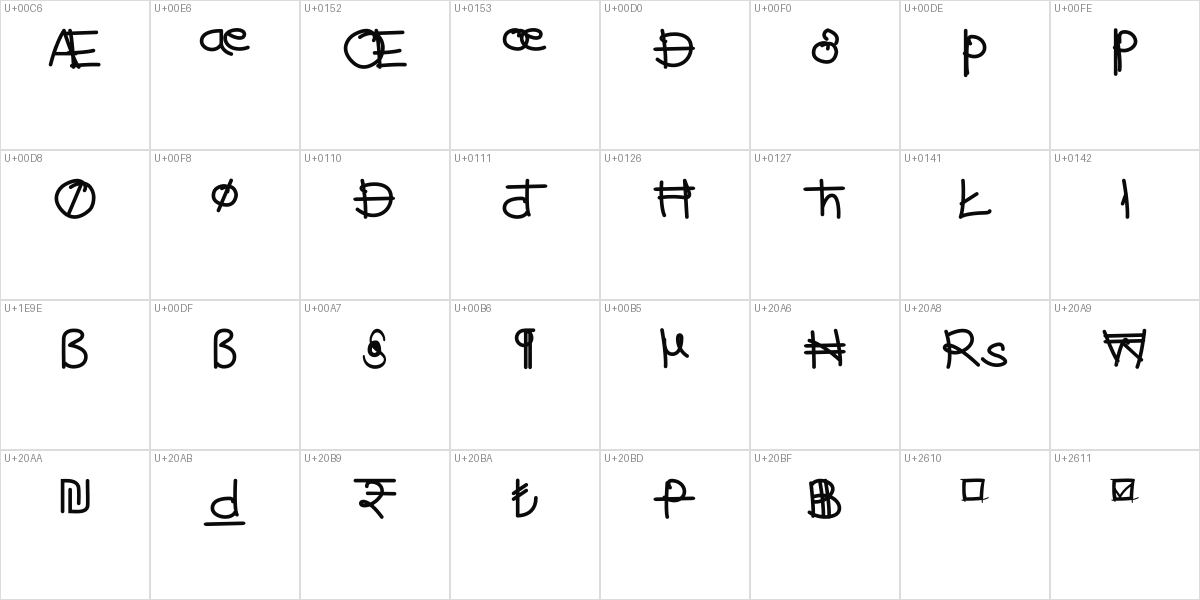 U+00C6 U+00E6 U+0152 U+0153 U+00D0 U+00F0 U+00DE U+00FE
Æ æ Œ œ Ð ð Þ þ
U+00D8 U+00F8 U+0110 U+0111 U+0126 U+0127 U+0141 U+0142
Ø ø Đ đ Ħ ħ Ł ł
U+1E9E U+00DF U+00A7 U+00B6 U+00B5 U+20A6 U+20A8 U+20A9
ẞ ß § ¶ µ ₦ ₨ ₩
U+20AA U+20AB U+20B9 U+20BA U+20BD U+20BF U+2610 U+2611
₪ ₫ ₹ ₺ ₽ ₿ ☐ ☑